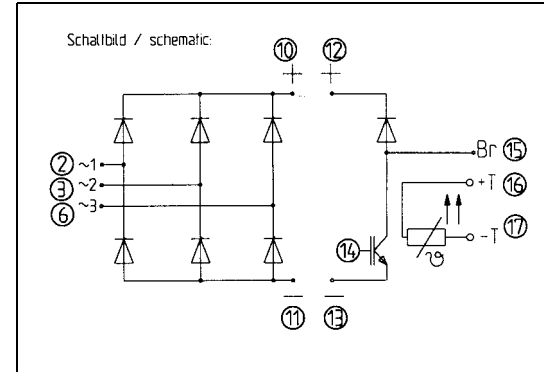 Schaltbild / schematic:
10 12
+ +
2 ~1
3 ~2
6 ~3
Br 15
+T 16
-T 17
14
ϑ
— —
11 13